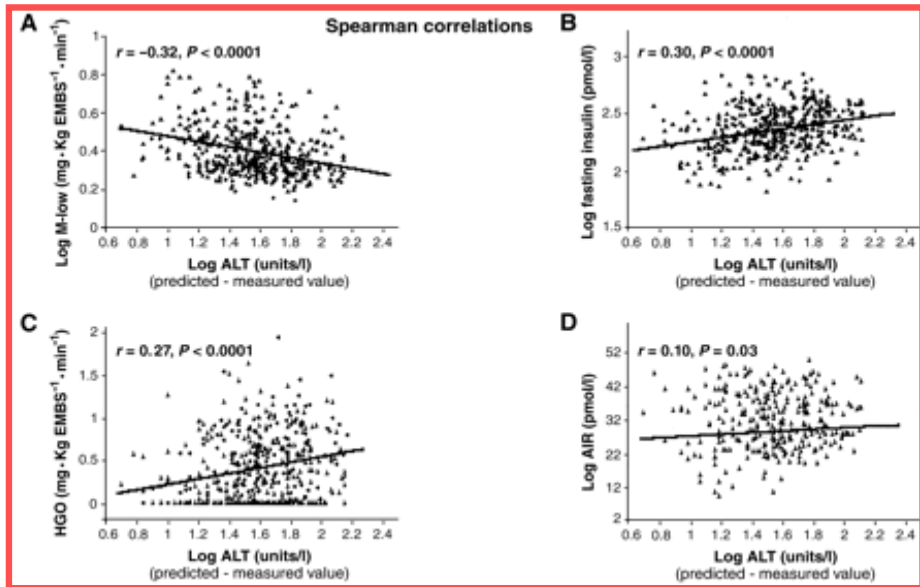 A
Spearman correlations
B
r = −0.32, P < 0.0001
r = 0.30, P < 0.0001
Log M-low (mg · Kg EMBS⁻¹ · min⁻¹)
1
0.8
0.6
0.4
0.2
0
0.6 0.8 1 1.2 1.4 1.6 1.8 2 2.2 2.4
Log ALT (units/l)
(predicted - measured value)
Log fasting insulin (pmol/l)
3
2.5
2
1.5
0.6 0.8 1 1.2 1.4 1.6 1.8 2 2.2 2.4
Log ALT (units/l)
(predicted - measured value)
C
D
r = 0.27, P < 0.0001
r = 0.10, P = 0.03
HGO (mg · Kg EMBS⁻¹ · min⁻¹)
2
1.5
1
0.5
0
0.6 0.8 1 1.2 1.4 1.6 1.8 2 2.2 2.4
Log ALT (units/l)
(predicted - measured value)
Log AIR (pmol/l)
52
42
32
22
12
2
0.6 0.8 1 1.2 1.4 1.6 1.8 2 2.2 2.4
Log ALT (units/l)
(predicted - measured value)